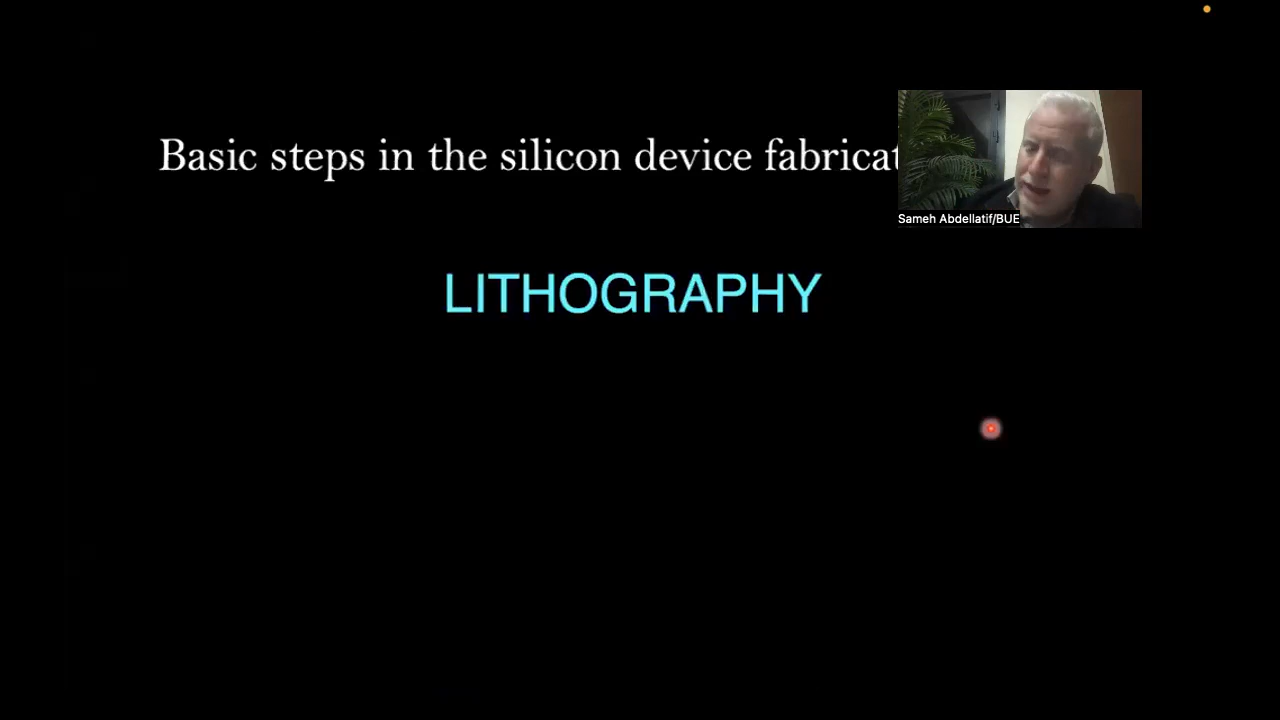 Basic steps in the silicon device fabricat
Sameh Abdellatif/BUE
LITHOGRAPHY